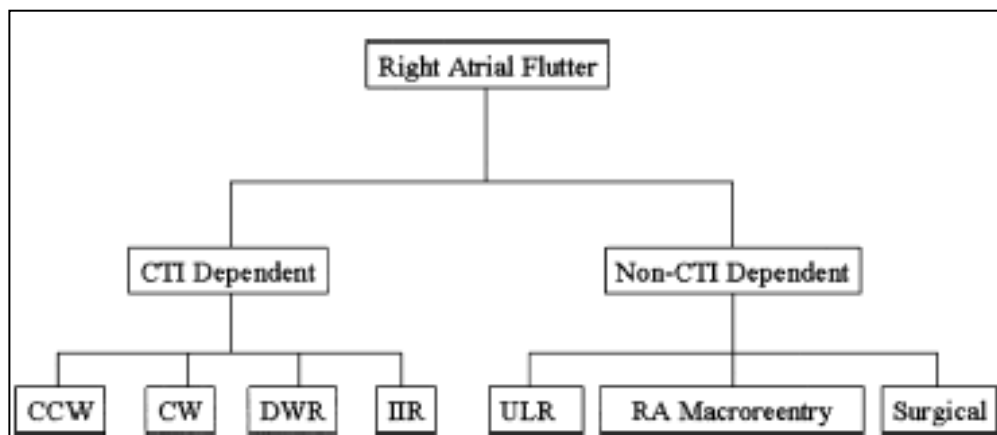 Right Atrial Flutter
CTI Dependent
Non-CTI Dependent
CCW
CW
DWR
IIR
ULR
RA Macroreentry
Surgical